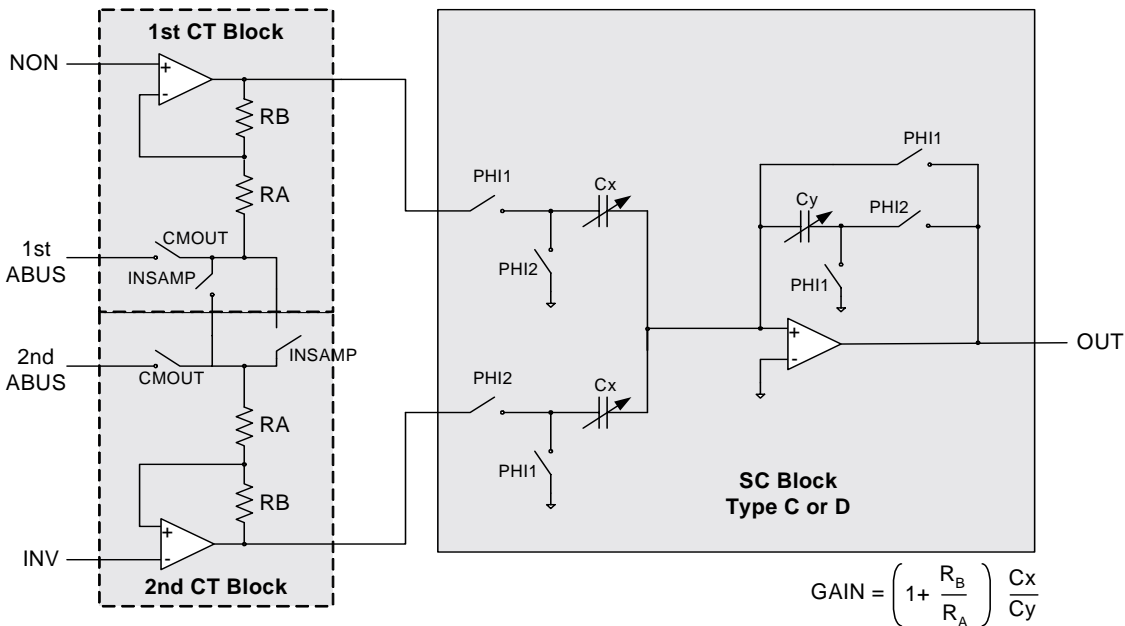 1st CT Block
NON
+
-
RB
RA
1st
ABUS
CMOUT
INSAMP
2nd
ABUS
CMOUT
INSAMP
RA
RB
+
-
INV
2nd CT Block
PHI1
Cx
PHI2
PHI2
Cx
PHI1
PHI1
Cy
PHI2
PHI1
+
-
OUT
SC Block
Type C or D
GAIN = ( 1+ R_B / R_A ) Cx / Cy